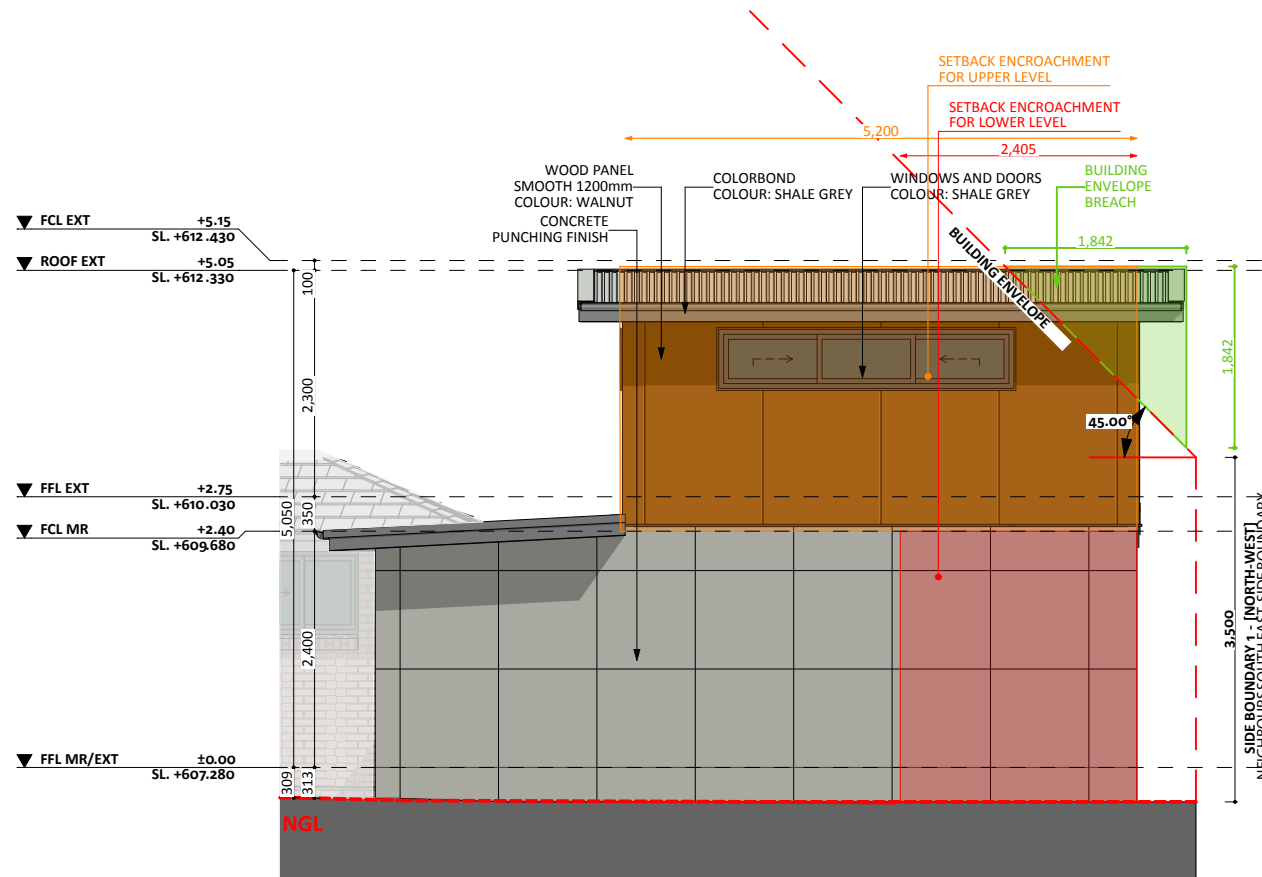 SETBACK ENCROACHMENT
FOR UPPER LEVEL
SETBACK ENCROACHMENT
FOR LOWER LEVEL
5,200
2,405
WOOD PANEL
SMOOTH 1200mm
COLOUR: WALNUT
COLORBOND
COLOUR: SHALE GREY
WINDOWS AND DOORS
COLOUR: SHALE GREY
BUILDING
ENVELOPE
BREACH
CONCRETE
PUNCHING FINISH
FCL EXT +5.15
SL. +612.430
ROOF EXT +5.05
SL. +612.330
100
1,842
BUILDING ENVELOPE
1,842
2,300
45.00°
FFL EXT +2.75
SL. +610.030
5,050
350
FCL MR +2.40
SL. +609.680
2,400
3,500
SIDE BOUNDARY 1 - [NORTH-WEST]
NEIGHBOURS SOUTH EAST SIDE BOUNDARY
FFL MR/EXT ±0.00
SL. +607.280
309
313
NGL